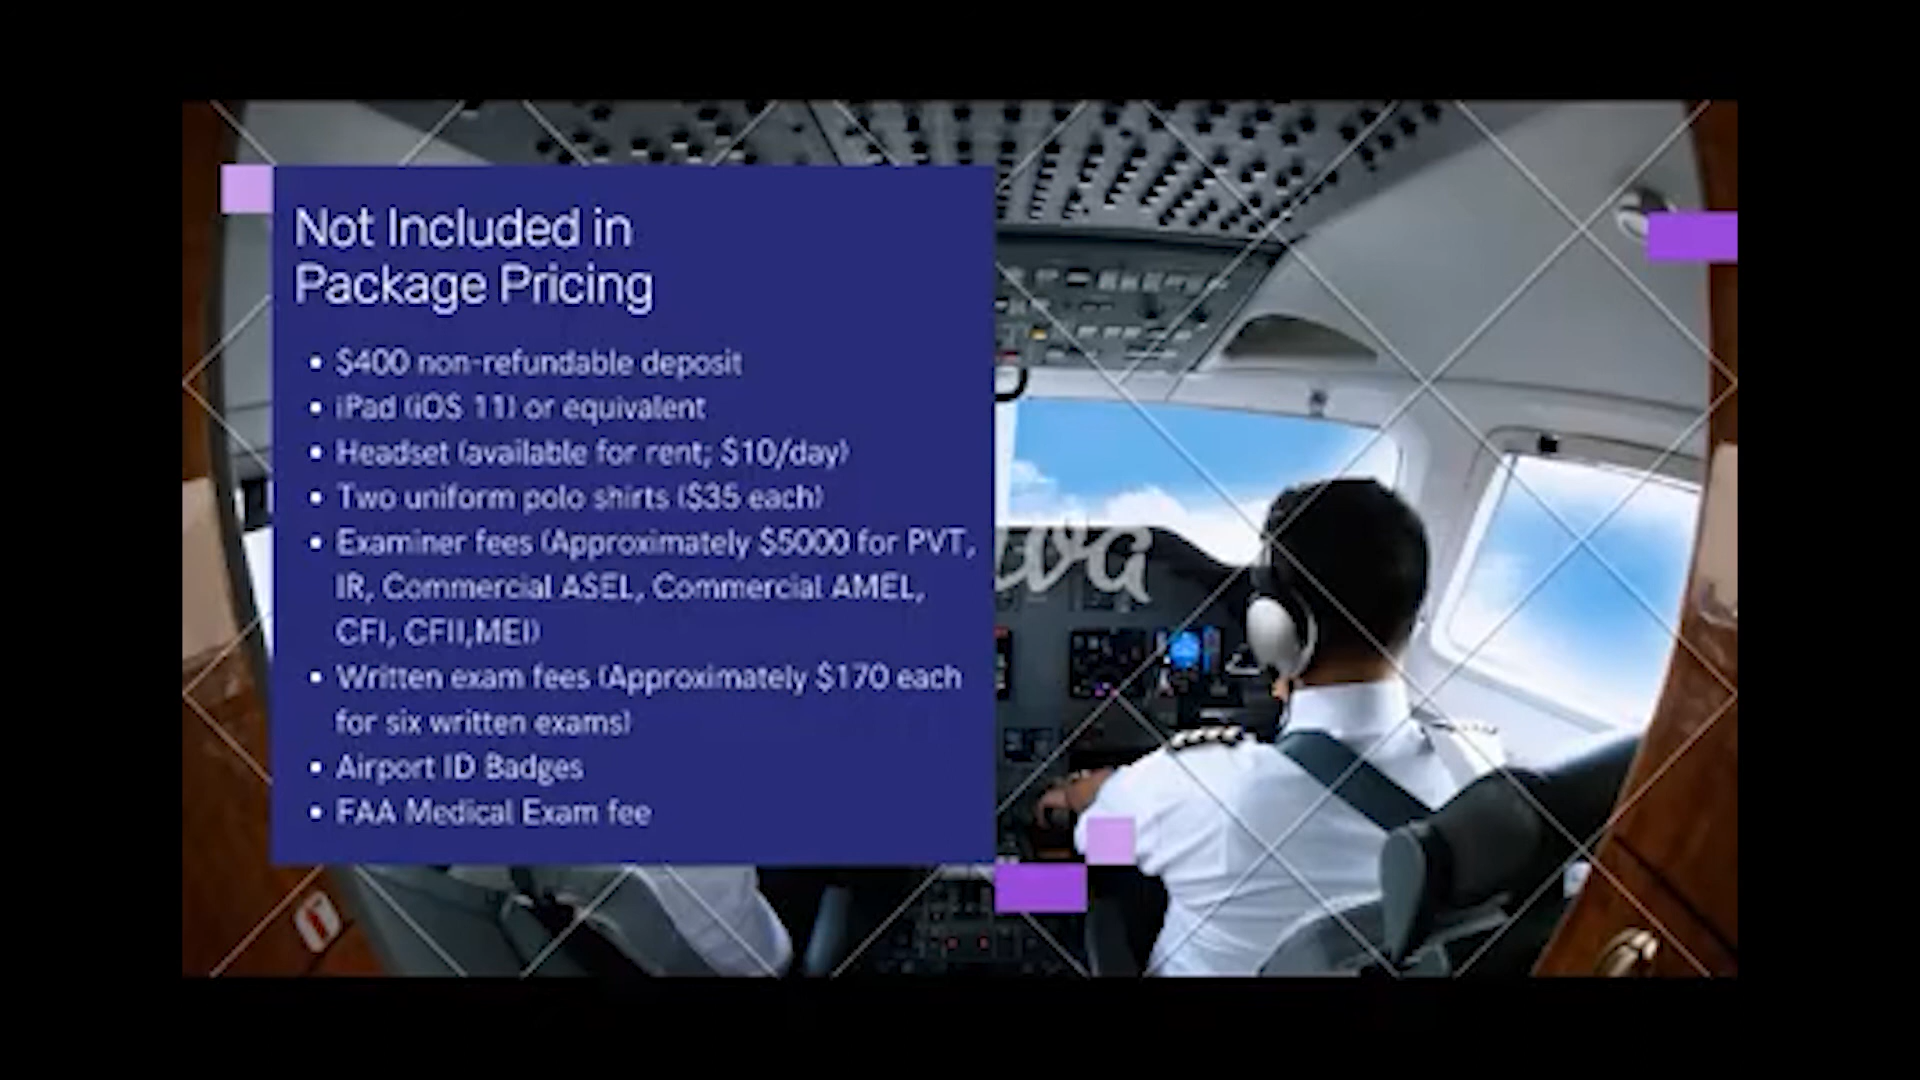 Not Included in
Package Pricing
• $400 non-refundable deposit
• iPad (iOS 11) or equivalent
• Headset (available for rent; $10/day)
• Two uniform polo shirts ($35 each)
• Examiner fees (Approximately $5000 for PVT,
IR, Commercial ASEL, Commercial AMEL,
CFI, CFII,MEI)
• Written exam fees (Approximately $170 each
for six written exams)
• Airport ID Badges
• FAA Medical Exam fee